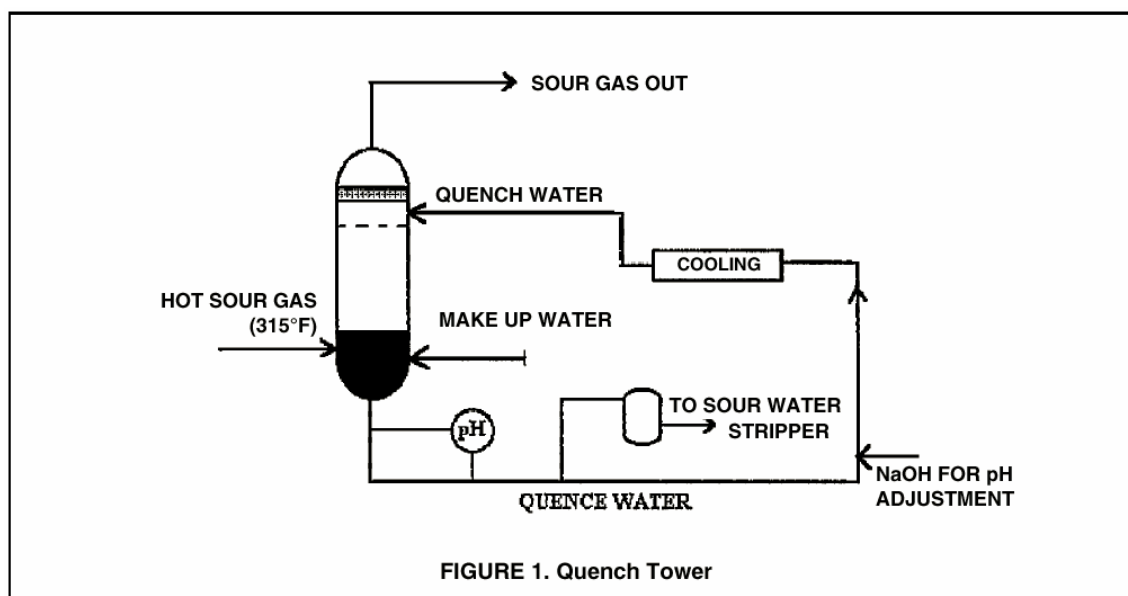 SOUR GAS OUT
QUENCH WATER
COOLING
HOT SOUR GAS
(315°F)
MAKE UP WATER
TO SOUR WATER
STRIPPER
pH
NaOH FOR pH
ADJUSTMENT
QUENCE WATER
FIGURE 1. Quench Tower